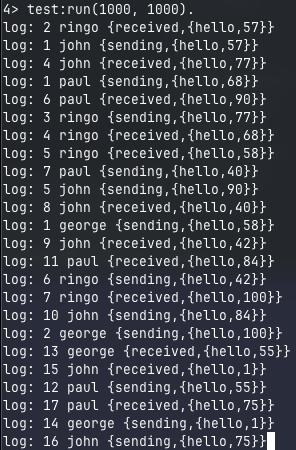 4> test:run(1000, 1000).
log: 2 ringo {received,{hello,57}}
log: 1 john {sending,{hello,57}}
log: 4 john {received,{hello,77}}
log: 1 paul {sending,{hello,68}}
log: 6 paul {received,{hello,90}}
log: 3 ringo {sending,{hello,77}}
log: 4 ringo {received,{hello,68}}
log: 5 ringo {received,{hello,58}}
log: 7 paul {sending,{hello,40}}
log: 5 john {sending,{hello,90}}
log: 8 john {received,{hello,40}}
log: 1 george {sending,{hello,58}}
log: 9 john {received,{hello,42}}
log: 11 paul {received,{hello,84}}
log: 6 ringo {sending,{hello,42}}
log: 7 ringo {received,{hello,100}}
log: 10 john {sending,{hello,84}}
log: 2 george {sending,{hello,100}}
log: 13 george {received,{hello,55}}
log: 15 john {received,{hello,1}}
log: 12 paul {sending,{hello,55}}
log: 17 paul {received,{hello,75}}
log: 14 george {sending,{hello,1}}
log: 16 john {sending,{hello,75}}